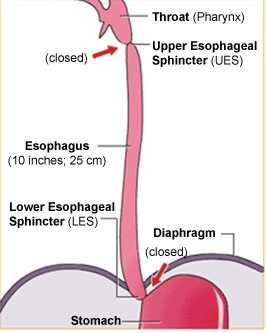 Throat (Pharynx)
Upper Esophageal
Sphincter (UES)
(closed)
Esophagus
(10 inches; 25 cm)
Lower Esophageal
Sphincter (LES)
Diaphragm
(closed)
Stomach